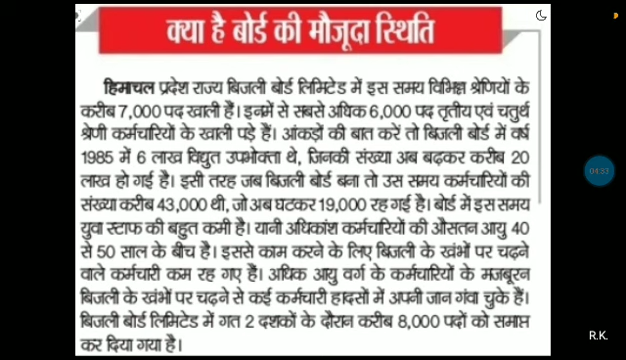 क्या है बोर्ड की मौजूदा स्थिति
हिमाचल प्रदेश राज्य बिजली बोर्ड लिमिटेड में इस समय विभिन्न श्रेणियों के
करीब 7,000 पद खाली हैं। इनमें से सबसे अधिक 6,000 पद तृतीय एवं चतुर्थ
श्रेणी कर्मचारियों के खाली पड़े हैं। आंकड़ों की बात करें तो बिजली बोर्ड में वर्ष
1985 में 6 लाख विद्युत उपभोक्ता थे, जिनकी संख्या अब बढ़कर करीब 20
लाख हो गई है। इसी तरह जब बिजली बोर्ड बना तो उस समय कर्मचारियों की
संख्या करीब 43,000 थी, जो अब घटकर 19,000 रह गई है। बोर्ड में इस समय
युवा स्टाफ की बहुत कमी है। यानी अधिकांश कर्मचारियों की औसतन आयु 40
से 50 साल के बीच है। इससे काम करने के लिए बिजली के खंभों पर चढ़ने
वाले कर्मचारी कम रह गए हैं। अधिक आयु वर्ग के कर्मचारियों के मजबूरन
बिजली के खंभों पर चढ़ने से कई कर्मचारी हादसों में अपनी जान गंवा चुके हैं।
बिजली बोर्ड लिमिटेड में गत 2 दशकों के दौरान करीब 8,000 पदों को समाप्त
कर दिया गया है।
04:33
R.K.